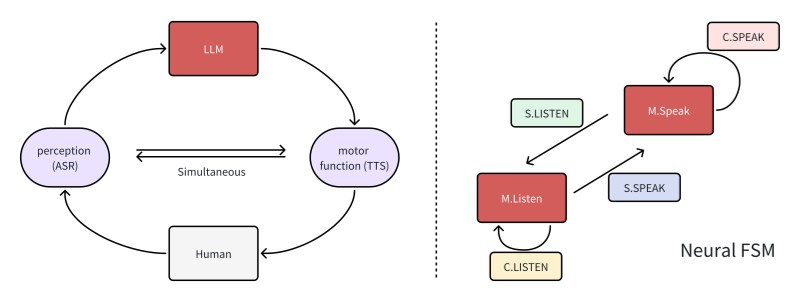 LLM
perception
(ASR)
motor
function (TTS)
Simultaneous
Human
C.SPEAK
M.Speak
S.LISTEN
S.SPEAK
M.Listen
C.LISTEN
Neural FSM